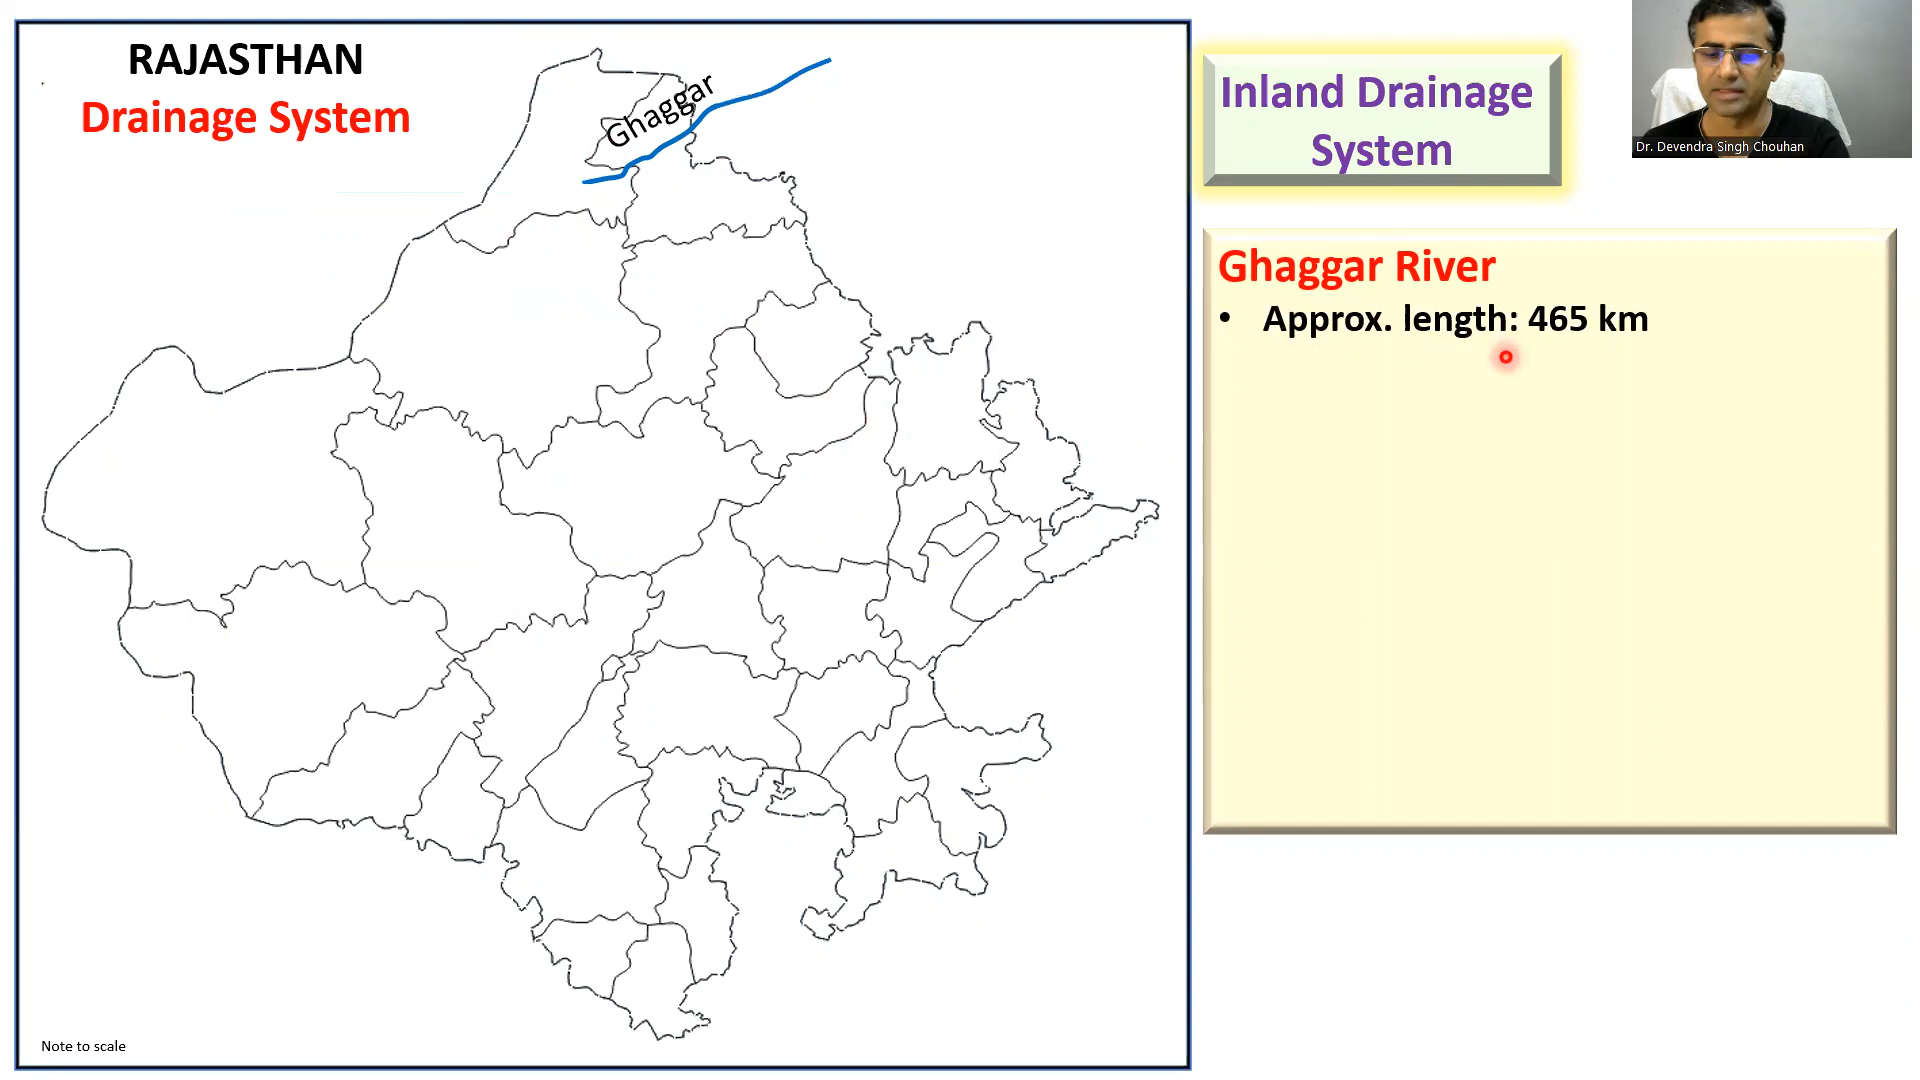 RAJASTHAN
Drainage System
Ghaggar
Note to scale
Inland Drainage
System
Dr. Devendra Singh Chouhan
Ghaggar River
• Approx. length: 465 km